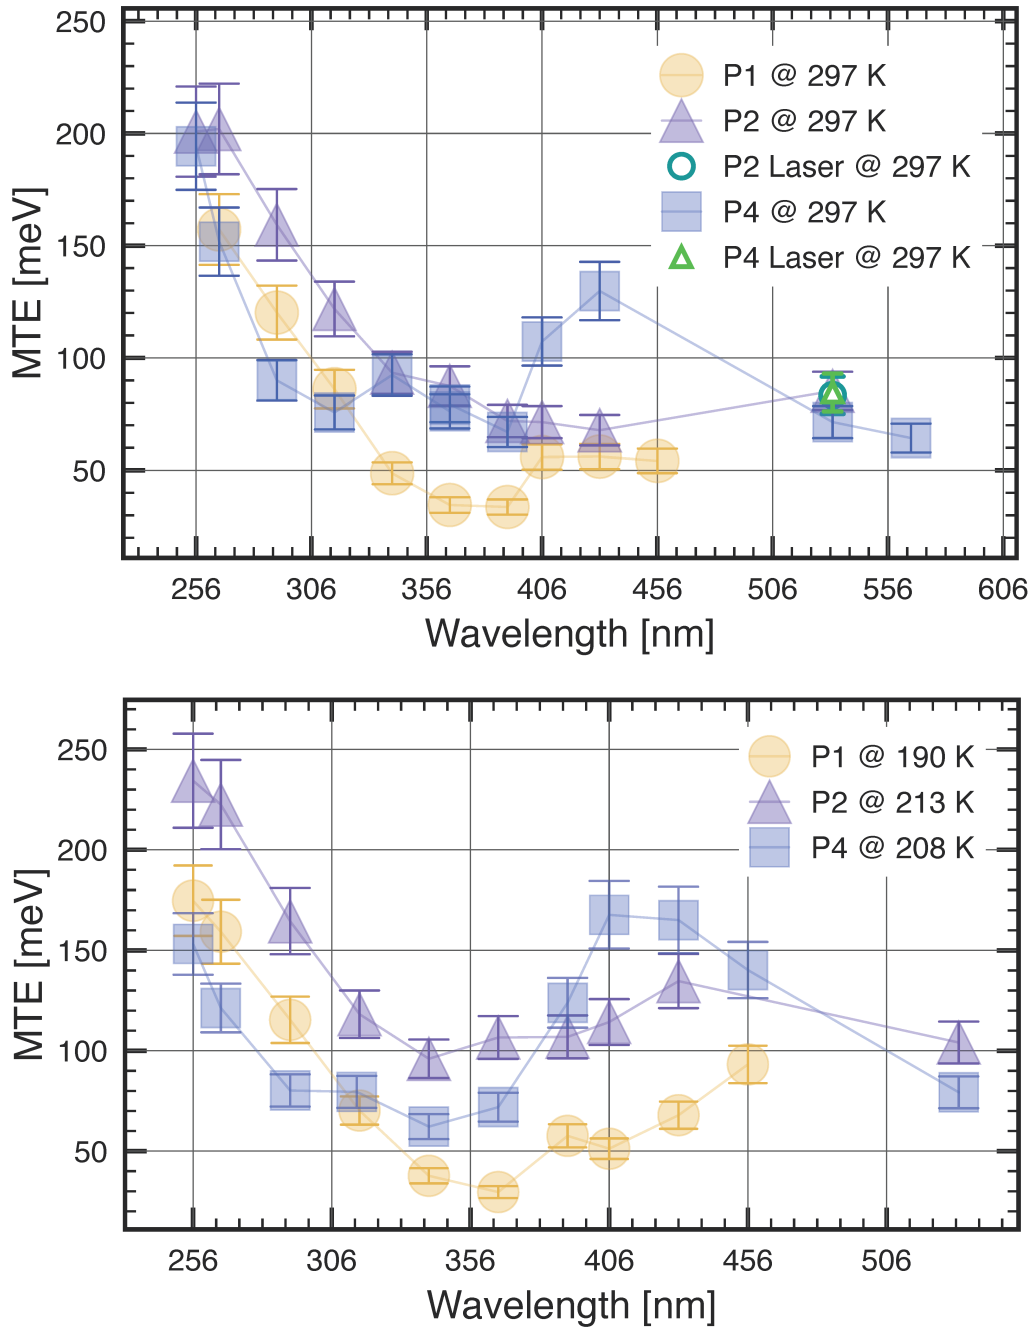 250
200
150
100
50
MTE [meV]
P1 @ 297 K
P2 @ 297 K
P2 Laser @ 297 K
P4 @ 297 K
P4 Laser @ 297 K
256 306 356 406 456 506 556 606
Wavelength [nm]
250
200
150
100
50
MTE [meV]
P1 @ 190 K
P2 @ 213 K
P4 @ 208 K
256 306 356 406 456 506
Wavelength [nm]